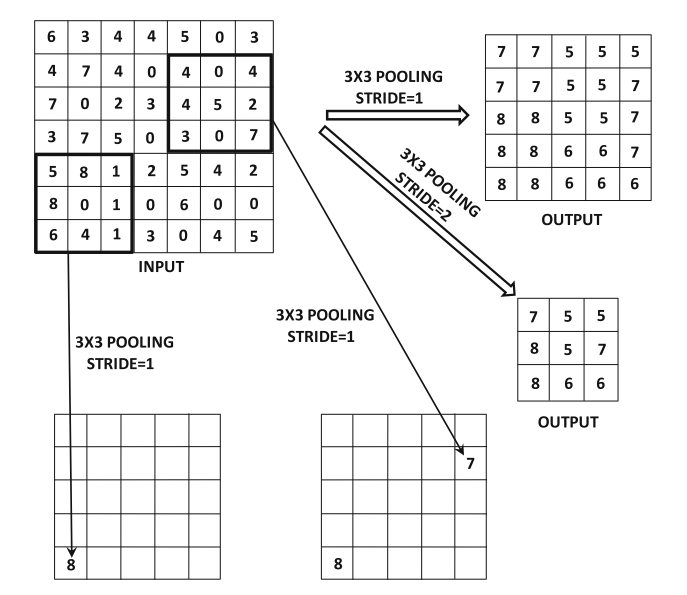 6 3 4 4 5 0 3
4 7 4 0 4 0 4
7 0 2 3 4 5 2
3 7 5 0 3 0 7
5 8 1 2 5 4 2
8 0 1 0 6 0 0
6 4 1 3 0 4 5
INPUT
3X3 POOLING
STRIDE=1
7 7 5 5 5
7 7 5 5 7
8 8 5 5 7
8 8 6 6 7
8 8 6 6 6
OUTPUT
3X3 POOLING
STRIDE=2
7 5 5
8 5 7
8 6 6
OUTPUT
3X3 POOLING
STRIDE=1
3X3 POOLING
STRIDE=1
8
7
8